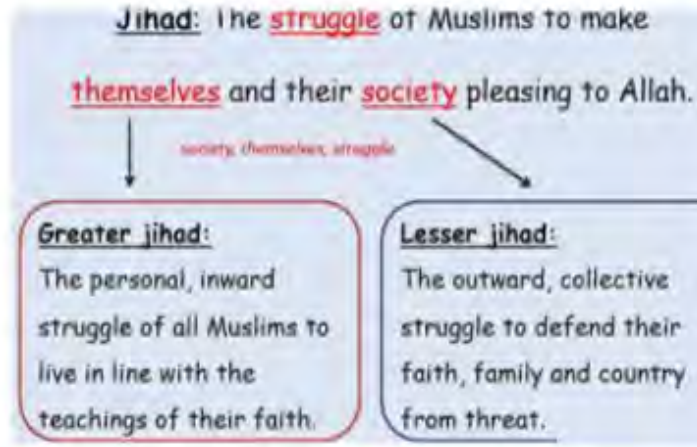 Jihad: The struggle of Muslims to make
themselves and their society pleasing to Allah.
society, themselves, struggle
Greater jihad:
The personal, inward
struggle of all Muslims to
live in line with the
teachings of their faith.
Lesser jihad:
The outward, collective
struggle to defend their
faith, family and country
from threat.